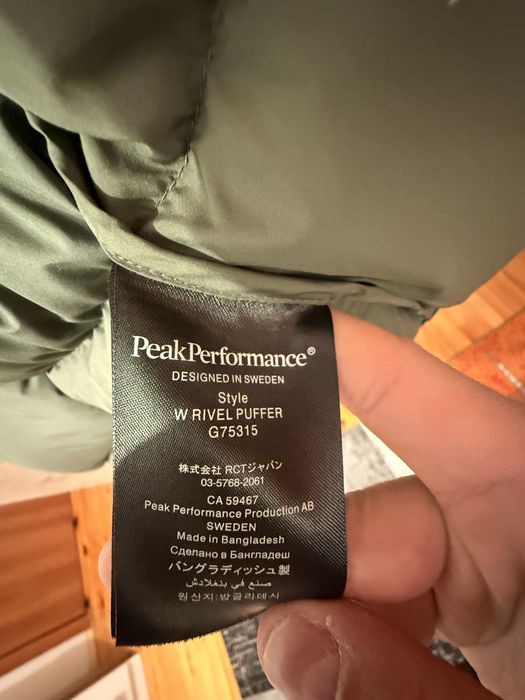 PeakPerformance®
DESIGNED IN SWEDEN
Style
W RIVEL PUFFER
G75315
株式会社 RCTジャパン
03-5768-2061
CA 59467
Peak Performance Production AB
SWEDEN
Made in Bangladesh
Сделано в Бангладеш
バングラディッシュ製
صنع في بنغلادش
원산지: 방글라데시